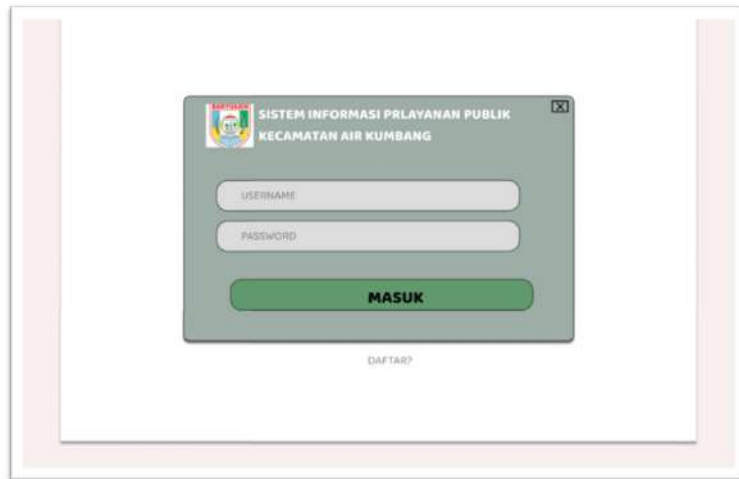 SISTEM INFORMASI PRLAYANAN PUBLIK
KECAMATAN AIR KUMBANG
X
USERNAME
PASSWORD
MASUK
DAFTAR?